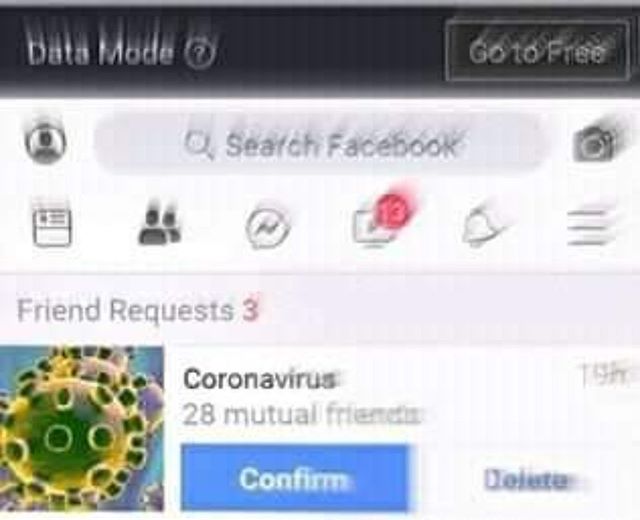 Data Mode ?
Go to Free
Search Facebook
13
Friend Requests 3
Coronavirus
19h
28 mutual friends
Confirm
Delete